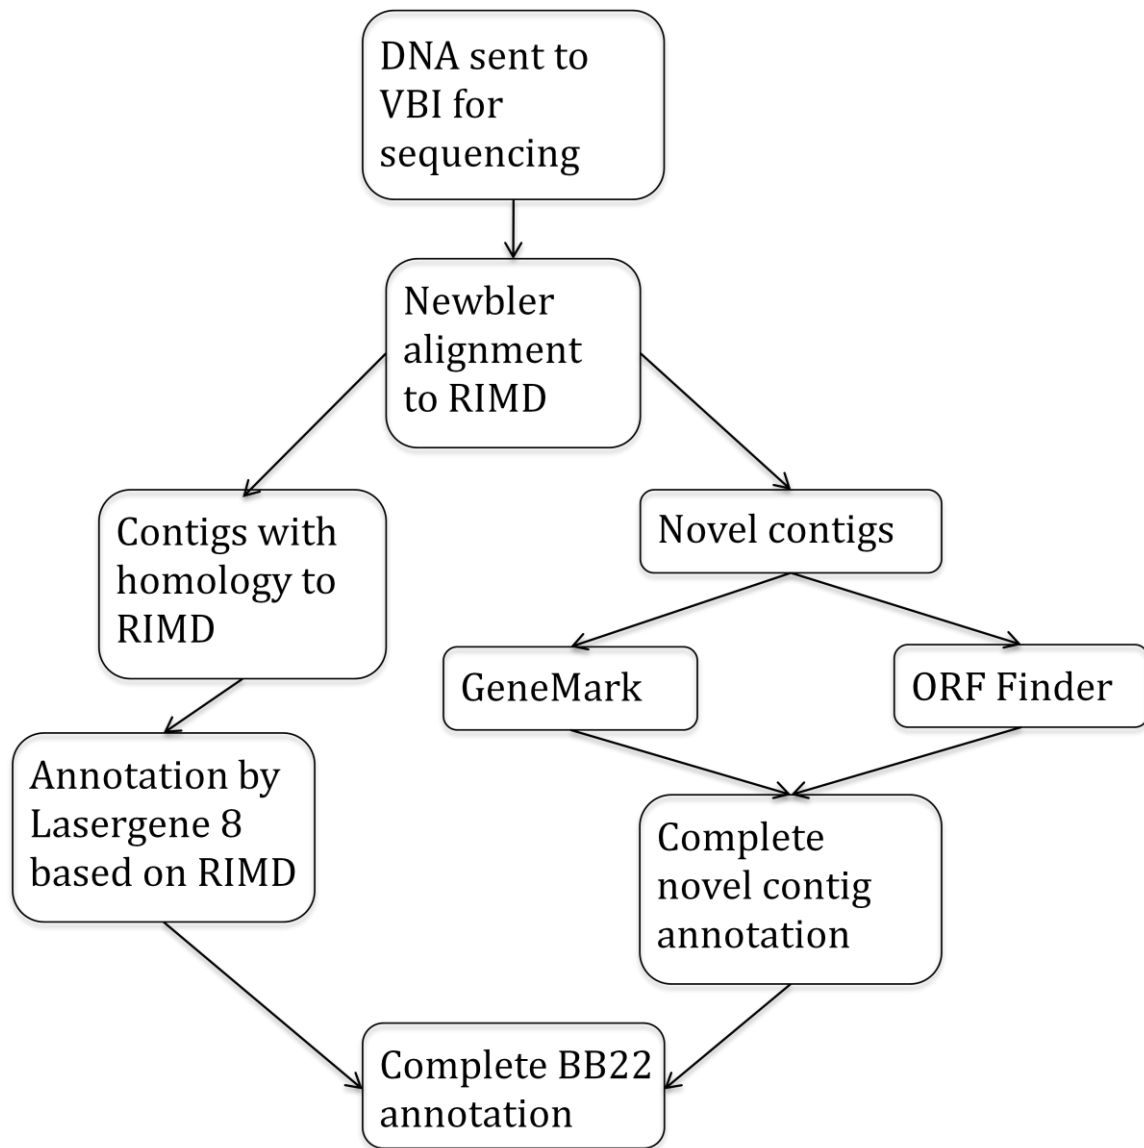 DNA sent to
VBI for
sequencing
Newbler
alignment
to RIMD
Contigs with
homology to
RIMD
Novel contigs
GeneMark
ORF Finder
Annotation by
Lasergene 8
based on RIMD
Complete
novel contig
annotation
Complete BB22
annotation